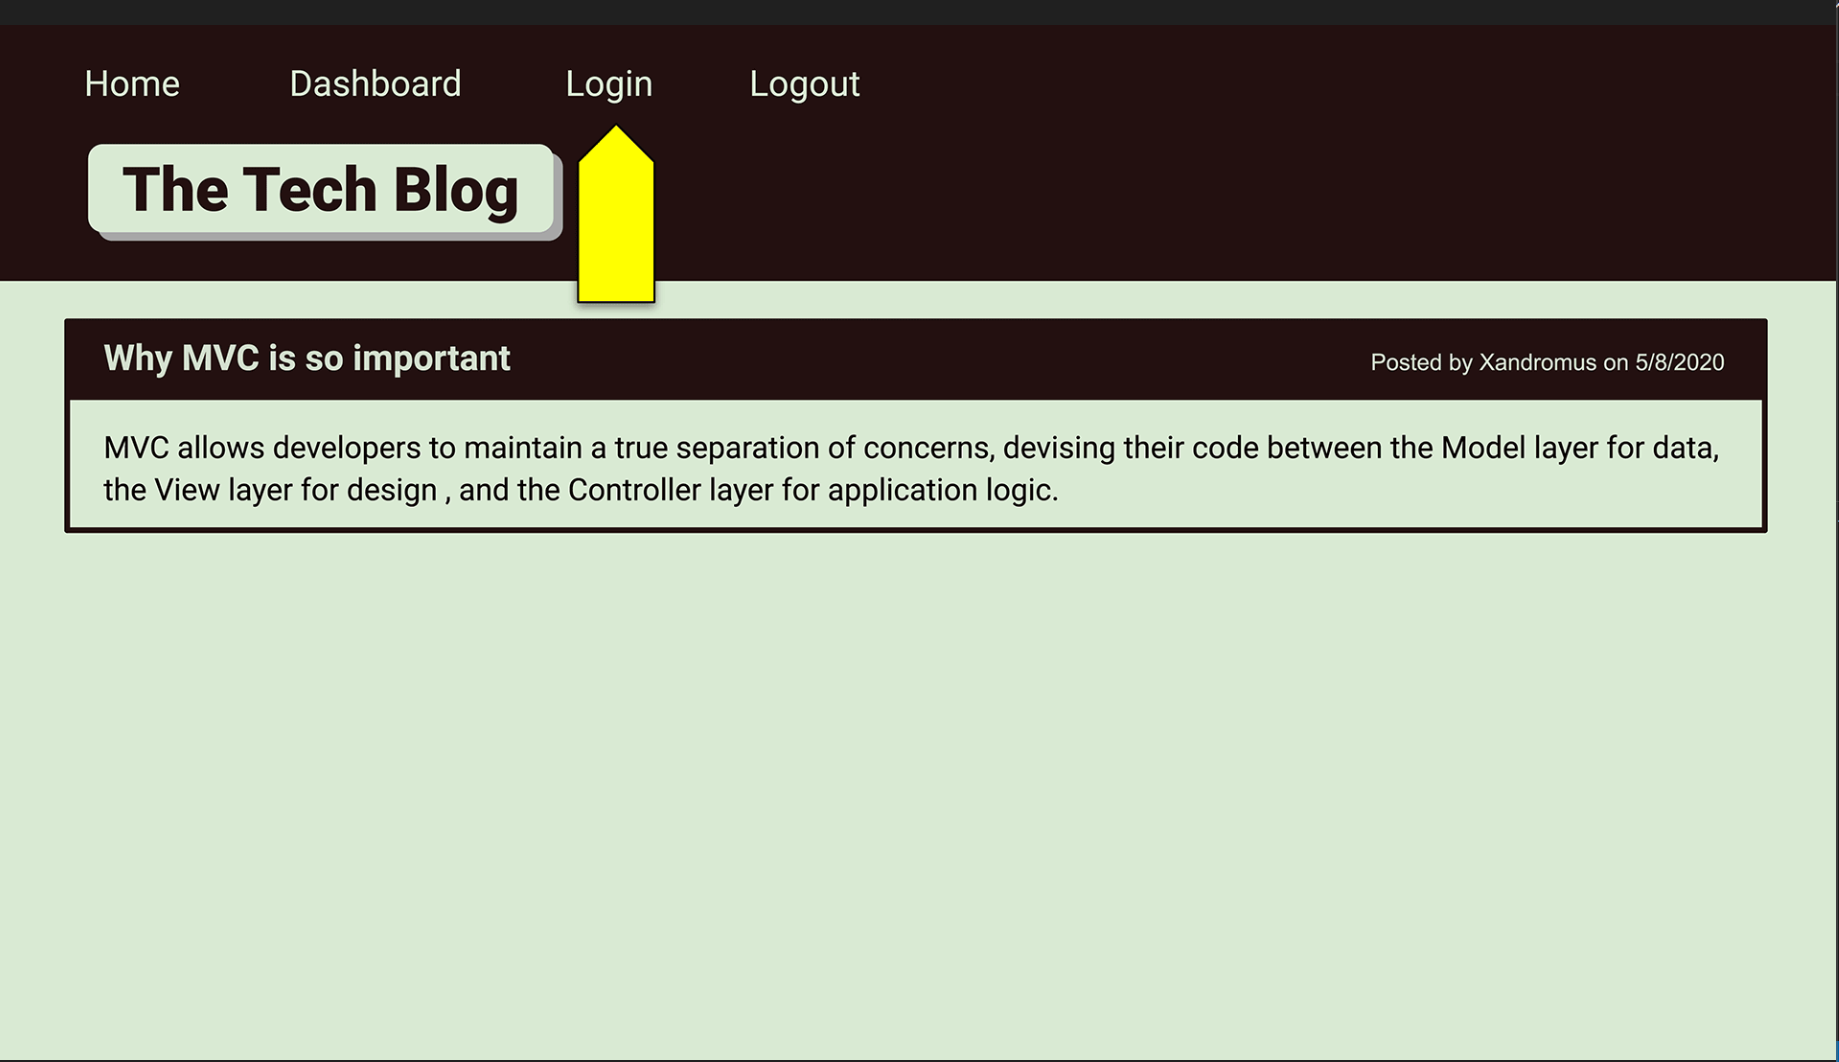 Home Dashboard Login Logout
The Tech Blog
Why MVC is so important
Posted by Xandromus on 5/8/2020
MVC allows developers to maintain a true separation of concerns, devising their code between the Model layer for data,
the View layer for design , and the Controller layer for application logic.